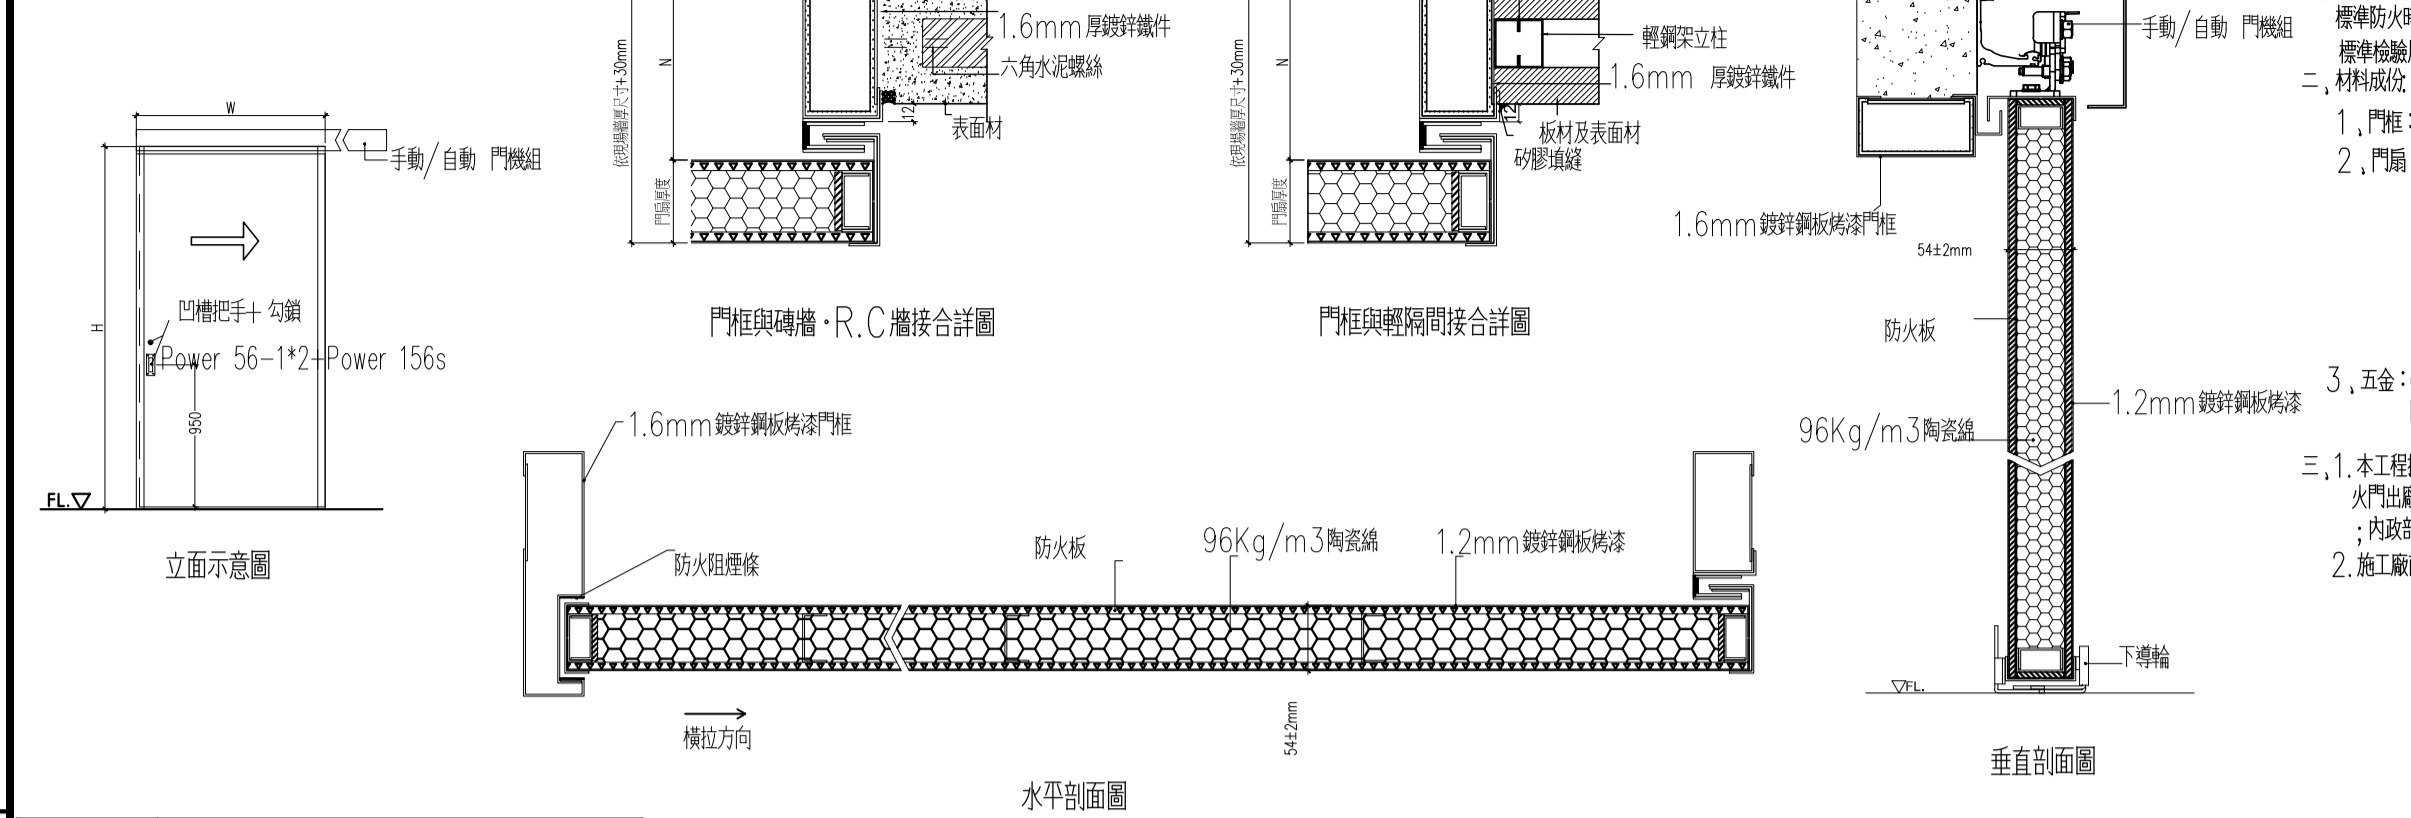 W
手動/自動 門機組
H
凹槽把手+ 勾鎖
Power 56-1*2+Power 156s
950
FL.
立面示意圖
依現場牆厚尺寸+30mm
N
門扇厚度
1.6mm厚鍍鋅鐵件
六角水泥螺絲
12
表面材
門框與磚牆·R.C牆接合詳圖
依現場牆厚尺寸+30mm
N
門扇厚度
輕鋼架立柱
1.6mm 厚鍍鋅鐵件
12
板材及表面材
矽膠填縫
門框與輕隔間接合詳圖
1.6mm鍍鋅鋼板烤漆門框
防火阻煙條
防火板
96Kg/m3陶瓷綿
1.2mm鍍鋅鋼板烤漆
橫拉方向
54±2mm
水平剖面圖
手動/自動 門機組
1.6mm鍍鋅鋼板烤漆門框
54±2mm
防火板
1.2mm鍍鋅鋼板烤漆
96Kg/m3陶瓷綿
下導輪
FL.
垂直剖面圖
標準防火
標準檢驗
二、材料成份:
1、門框:
2、門扇
3、五金:
三、1.本工程
火門出廠
;內政部
2.施工廠